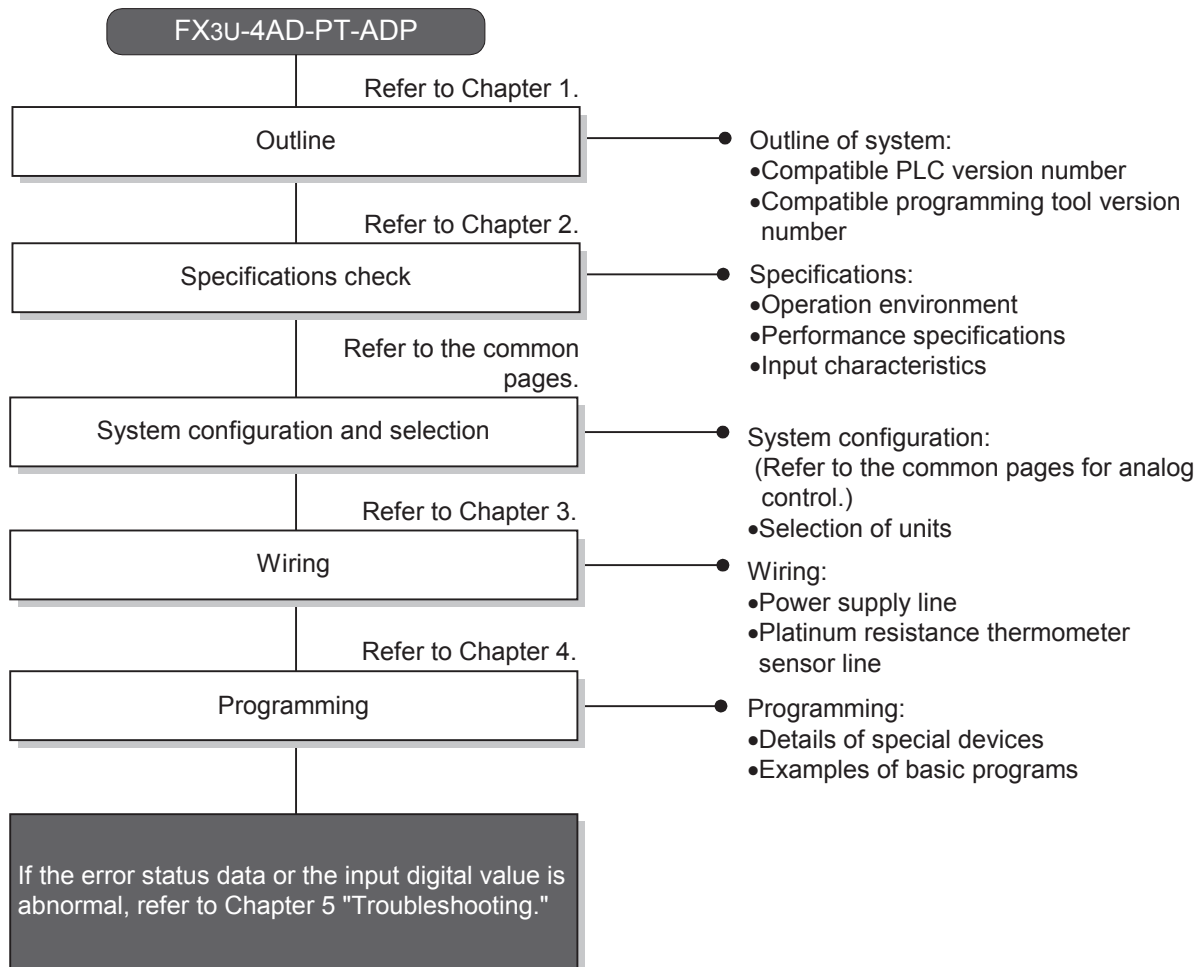 FX3U-4AD-PT-ADP
Refer to Chapter 1.
Outline
Outline of system:
•Compatible PLC version number
•Compatible programming tool version
number
Refer to Chapter 2.
Specifications check
Specifications:
•Operation environment
•Performance specifications
•Input characteristics
Refer to the common
pages.
System configuration and selection
System configuration:
(Refer to the common pages for analog
control.)
•Selection of units
Refer to Chapter 3.
Wiring
Wiring:
•Power supply line
•Platinum resistance thermometer
sensor line
Refer to Chapter 4.
Programming
Programming:
•Details of special devices
•Examples of basic programs
If the error status data or the input digital value is
abnormal, refer to Chapter 5 "Troubleshooting."